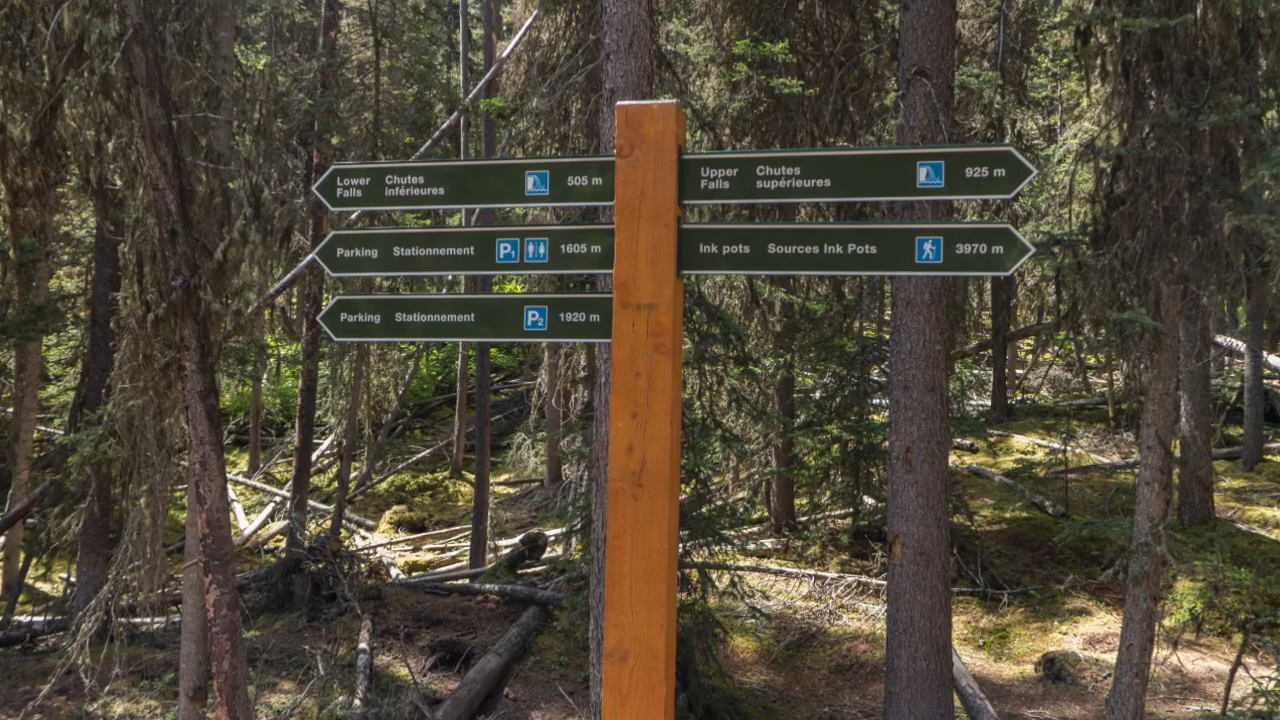 Lower Falls Chutes inférieures 505 m
Parking Stationnement P1 1605 m
Parking Stationnement P2 1920 m
Upper Falls Chutes supérieures 925 m
Ink pots Sources Ink Pots 3970 m